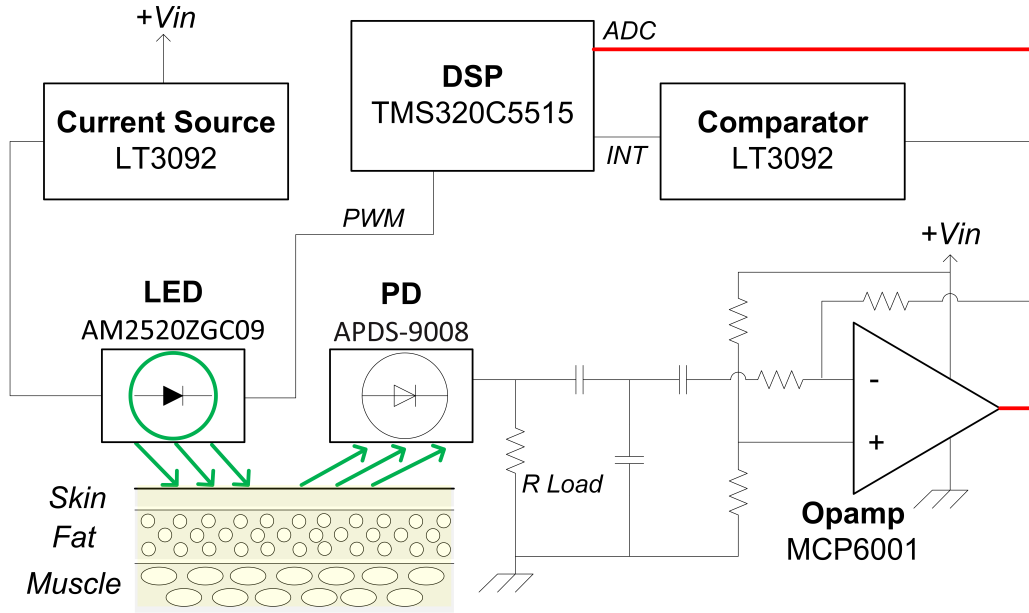 +Vin
ADC
DSP
TMS320C5515
Current Source
LT3092
Comparator
LT3092
INT
PWM
+Vin
LED
AM2520ZGC09
PD
APDS-9008
-
+
R Load
Skin
Fat
Muscle
Opamp
MCP6001